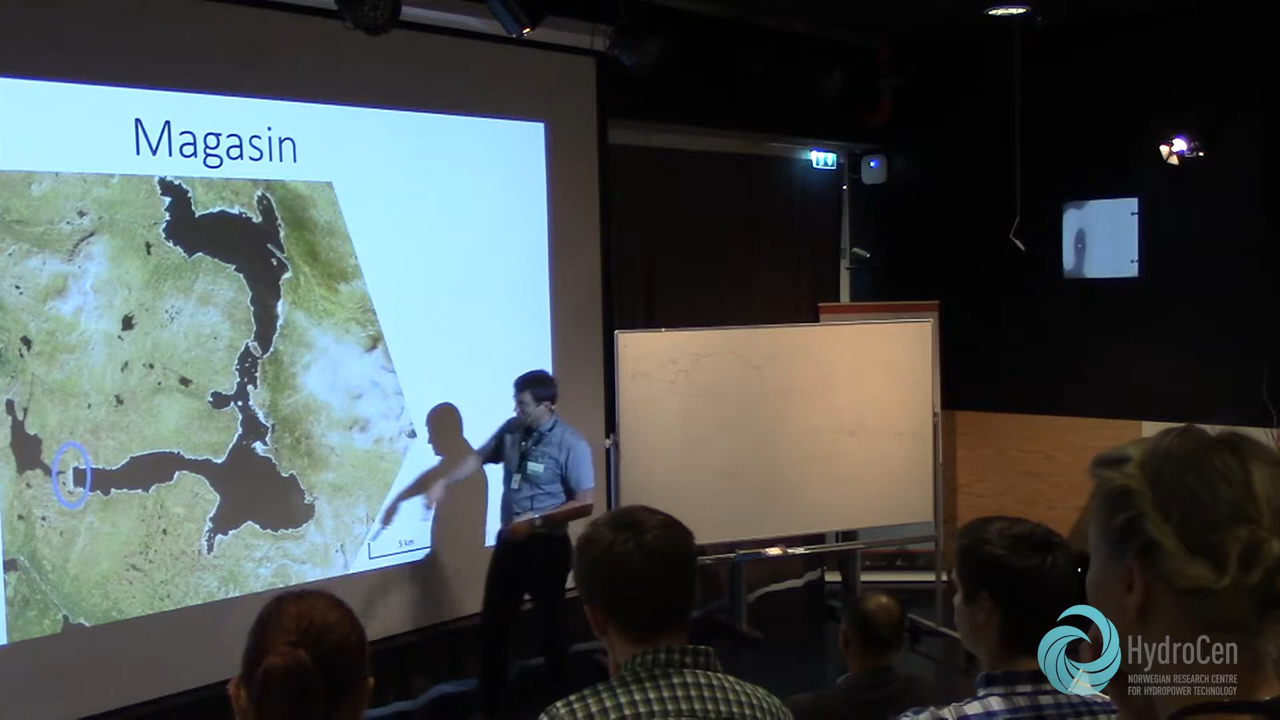 Magasin
5 km
HydroCen
NORWEGIAN RESEARCH CENTRE
FOR HYDROPOWER TECHNOLOGY